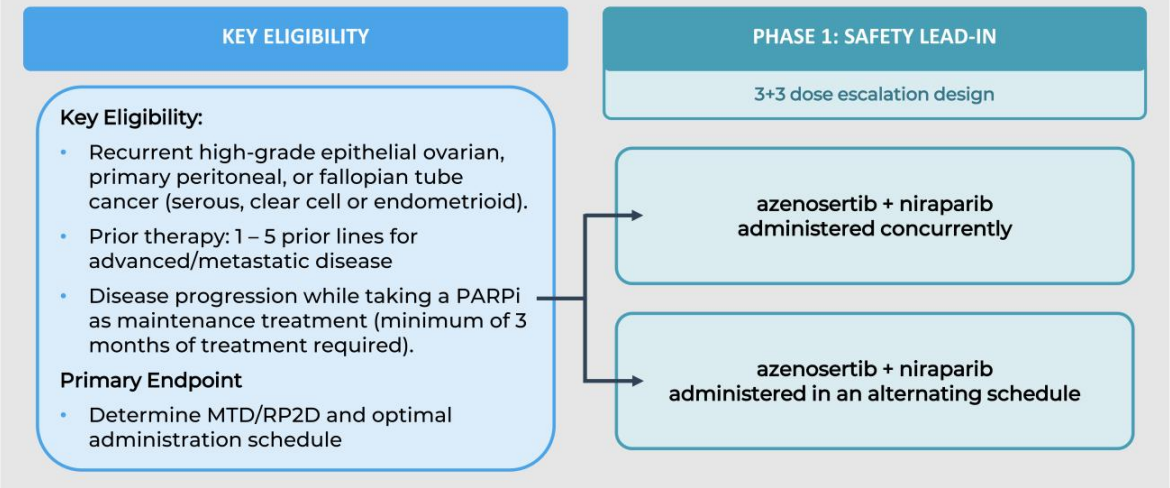 KEY ELIGIBILITY
Key Eligibility:
• Recurrent high-grade epithelial ovarian,
primary peritoneal, or fallopian tube
cancer (serous, clear cell or endometrioid).
• Prior therapy: 1 – 5 prior lines for
advanced/metastatic disease
• Disease progression while taking a PARPi
as maintenance treatment (minimum of 3
months of treatment required).
Primary Endpoint
• Determine MTD/RP2D and optimal
administration schedule
PHASE 1: SAFETY LEAD-IN
3+3 dose escalation design
azenosertib + niraparib
administered concurrently
azenosertib + niraparib
administered in an alternating schedule